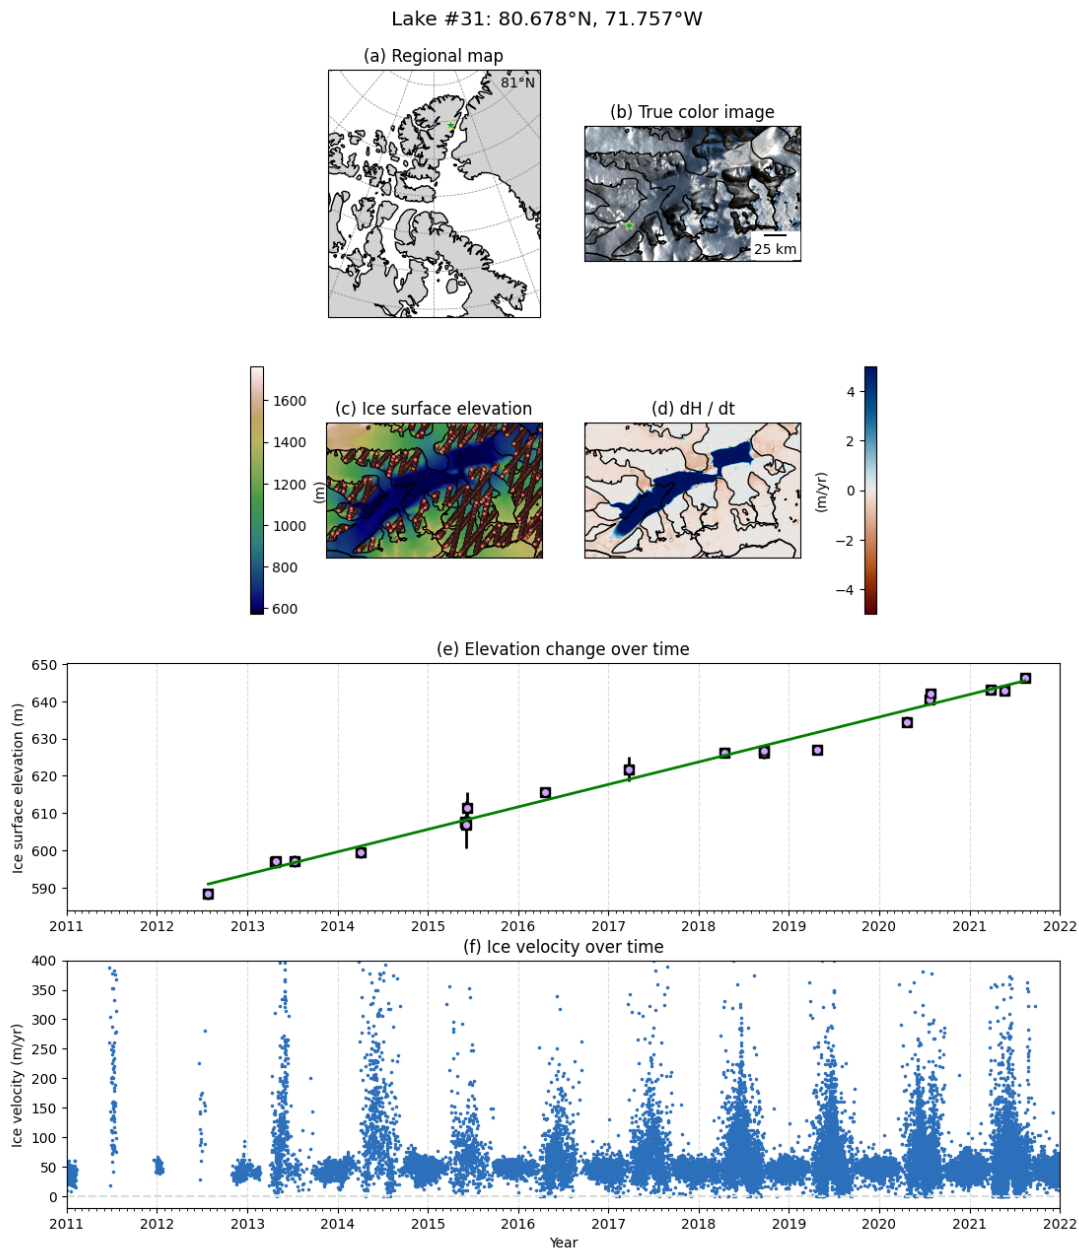 Lake #31: 80.678°N, 71.757°W
(a) Regional map
81°N
(b) True color image
25 km
(c) Ice surface elevation
1600
1400
1200
1000
800
600
(m)
(d) dH / dt
4
2
0
−2
−4
(m/yr)
(e) Elevation change over time
650
640
630
620
610
600
590
Ice surface elevation (m)
2011 2012 2013 2014 2015 2016 2017 2018 2019 2020 2021 2022
(f) Ice velocity over time
400
350
300
250
200
150
100
50
0
Ice velocity (m/yr)
2011 2012 2013 2014 2015 2016 2017 2018 2019 2020 2021 2022
Year